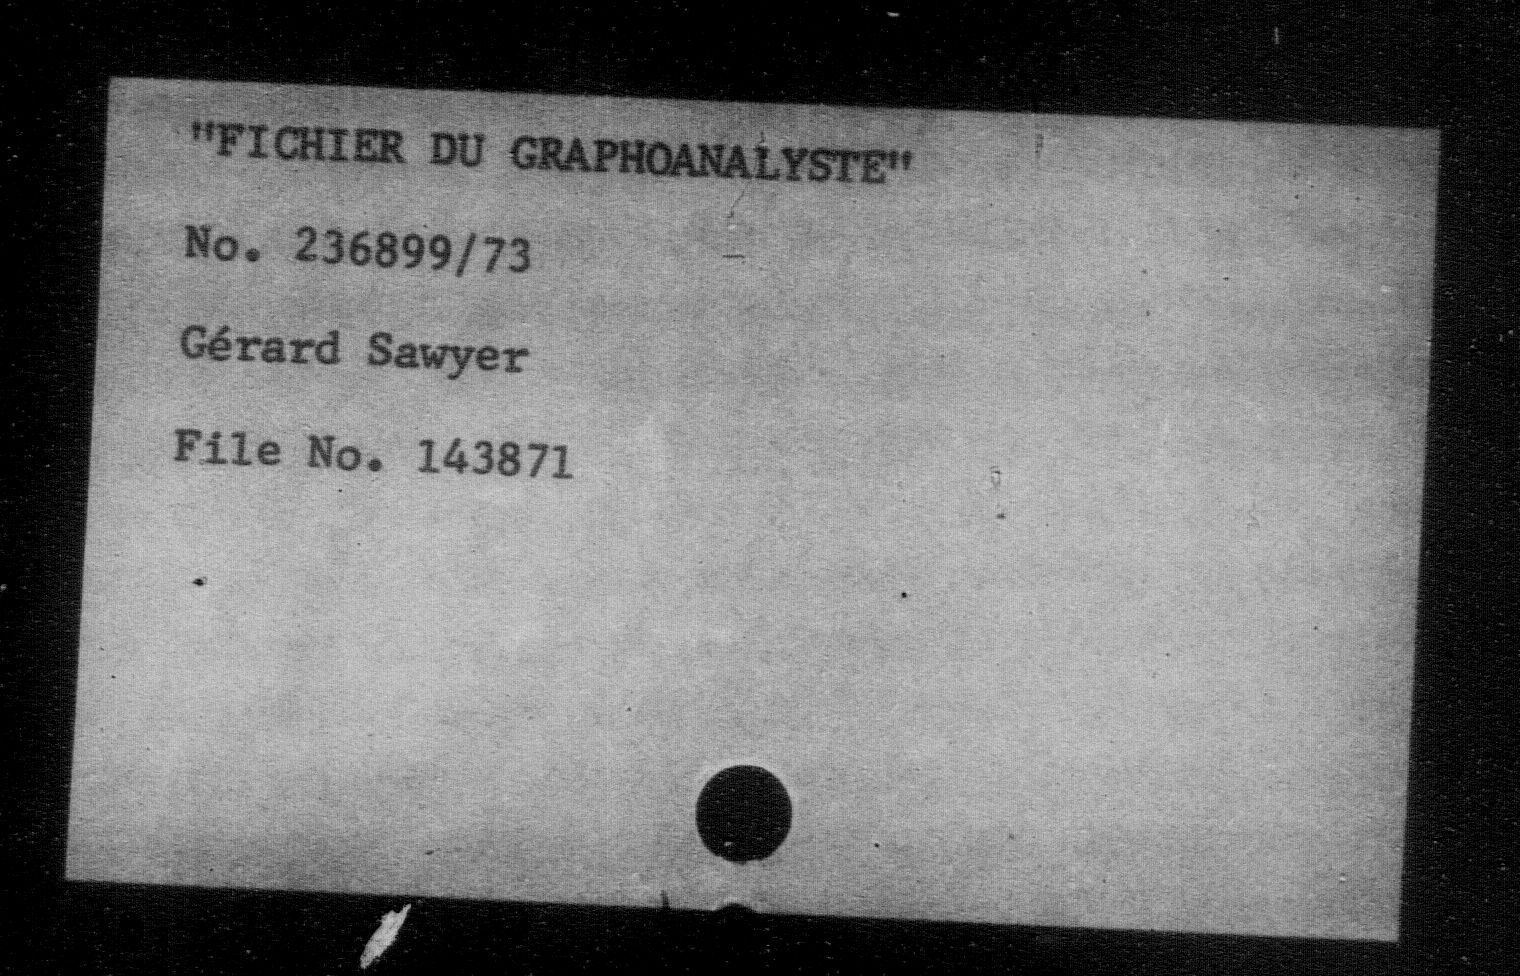 "FICHIER DU GRAPHOANALYSTE"
No. 236899/73
Gérard Sawyer
File No. 143871